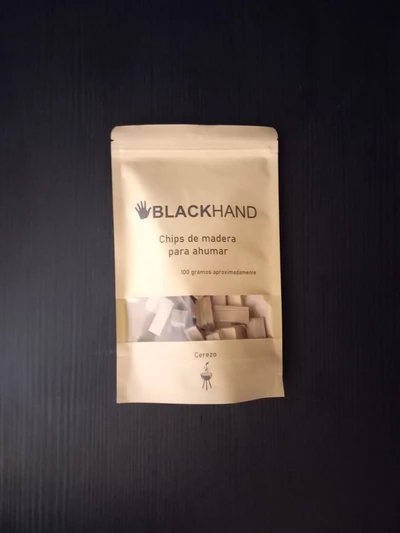 BLACKHAND
Chips de madera
para ahumar
100 gramos aproximadamente
Cerezo